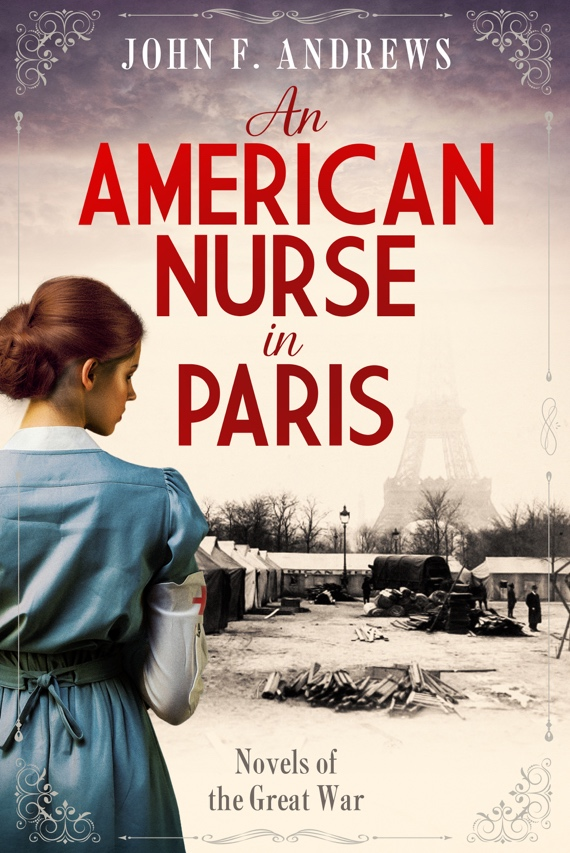 JOHN F. ANDREWS
An
AMERICAN
NURSE
in
PARIS
Novels of
the Great War